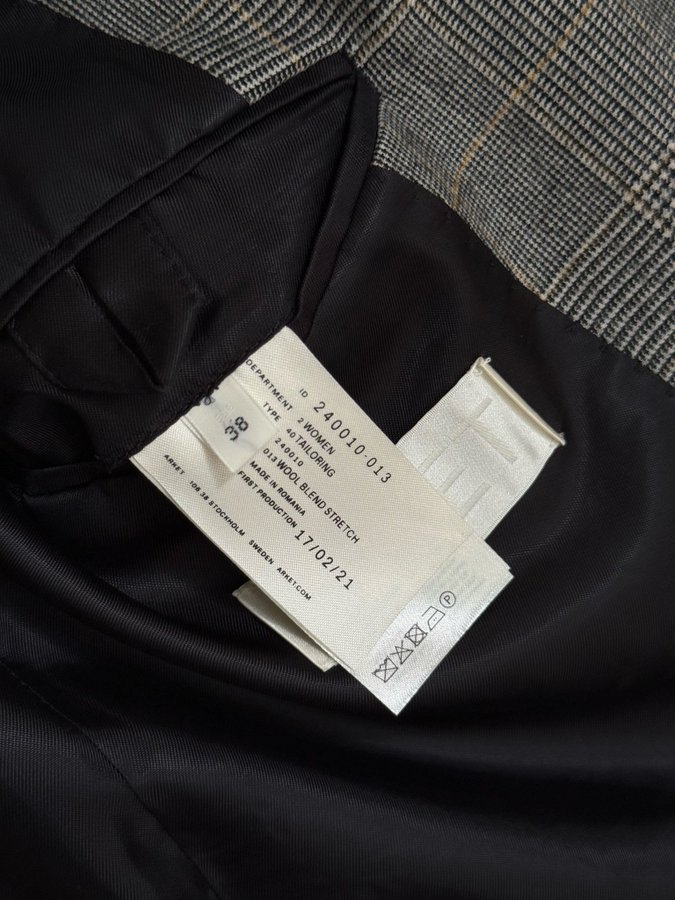 ID 240010-013
DEPARTMENT 2 WOMEN
TYPE 40 TAILORING
240010
013 WOOL BLEND STRETCH
MADE IN ROMANIA
FIRST PRODUCTION 17/02/21
ARKET 106 38 STOCKHOLM SWEDEN ARKET.COM
38
P